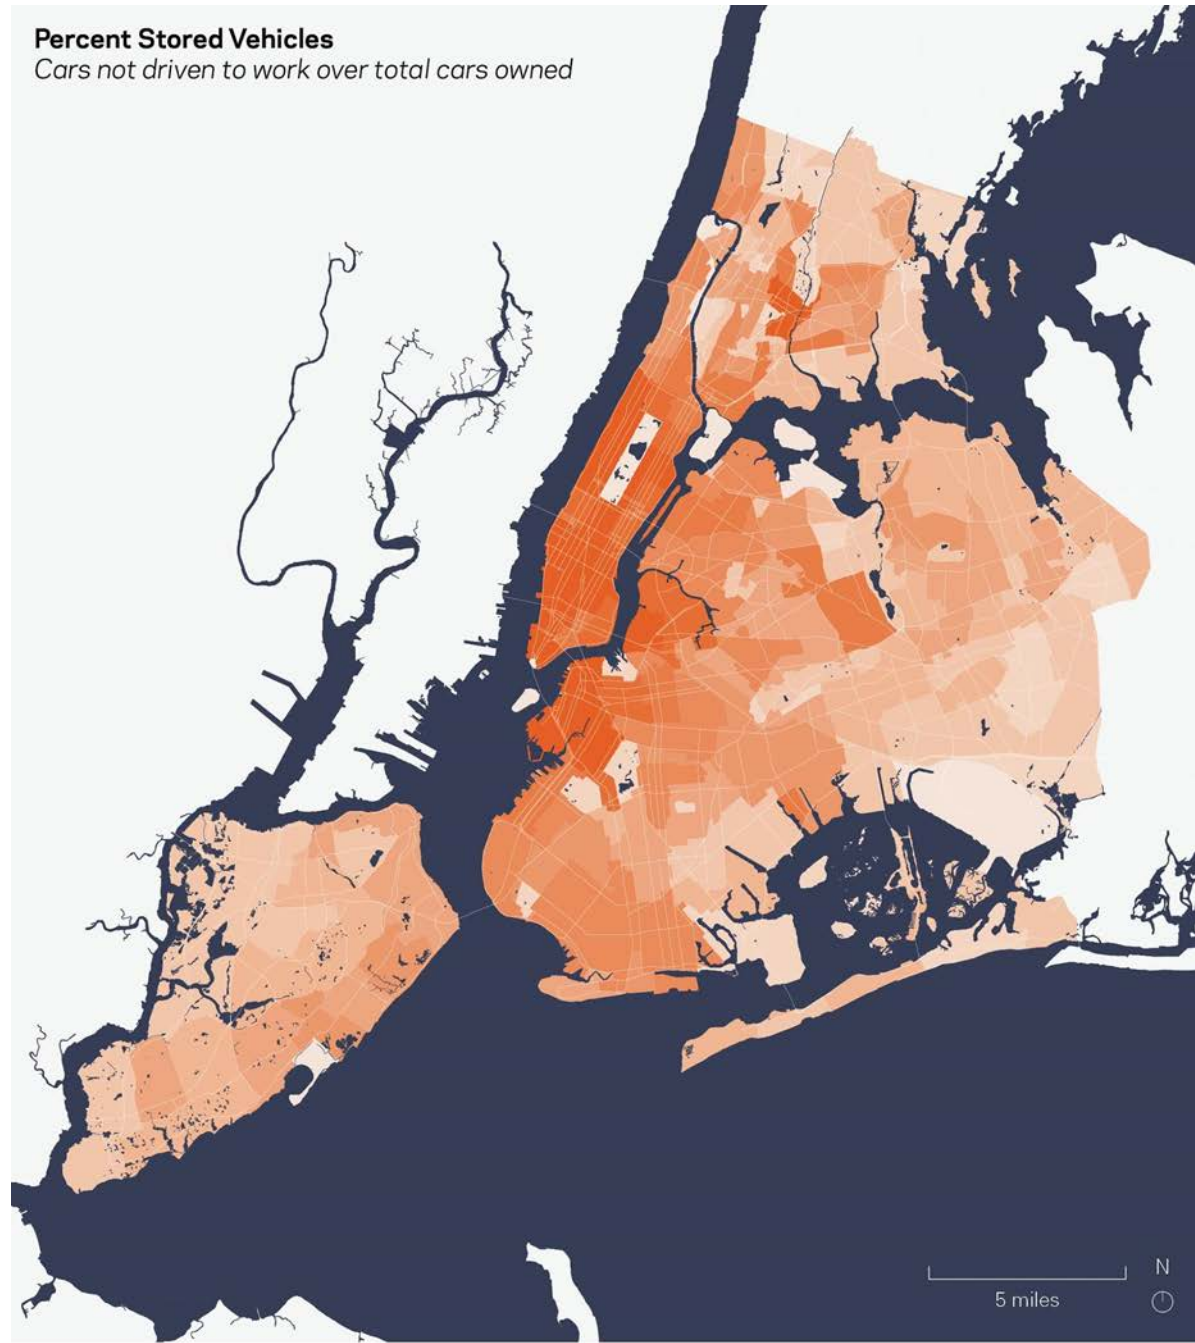 Percent Stored Vehicles
Cars not driven to work over total cars owned
N
5 miles